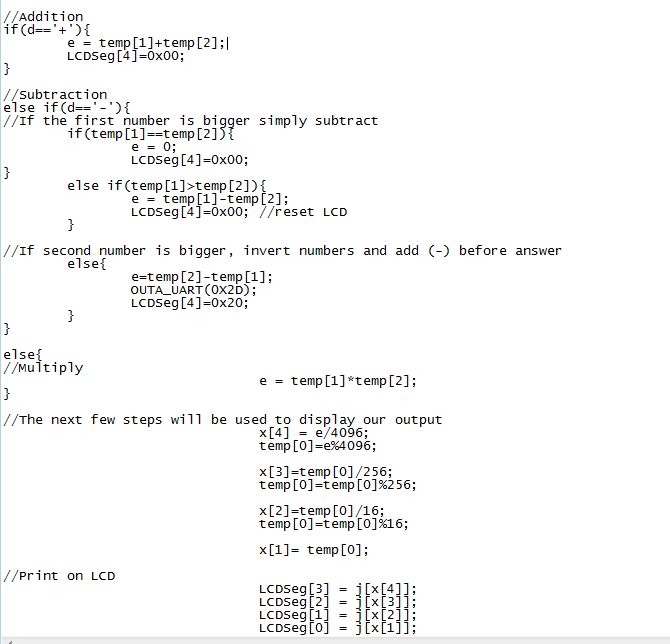 //Addition
if(d=='+'){
e = temp[1]+temp[2];
LCDSeg[4]=0x00;
}
//Subtraction
else if(d=='-'){
//If the first number is bigger simply subtract
if(temp[1]==temp[2]){
e = 0;
LCDSeg[4]=0x00;
}
else if(temp[1]>temp[2]){
e = temp[1]-temp[2];
LCDSeg[4]=0x00; //reset LCD
}
//If second number is bigger, invert numbers and add (-) before answer
else{
e=temp[2]-temp[1];
OUTA_UART(0X2D);
LCDSeg[4]=0x20;
}
}
else{
//Multiply
e = temp[1]*temp[2];
}
//The next few steps will be used to display our output
x[4] = e/4096;
temp[0]=e%4096;
x[3]=temp[0]/256;
temp[0]=temp[0]%256;
x[2]=temp[0]/16;
temp[0]=temp[0]%16;
x[1]= temp[0];
//Print on LCD
LCDSeg[3] = j[x[4]];
LCDSeg[2] = j[x[3]];
LCDSeg[1] = j[x[2]];
LCDSeg[0] = j[x[1]];